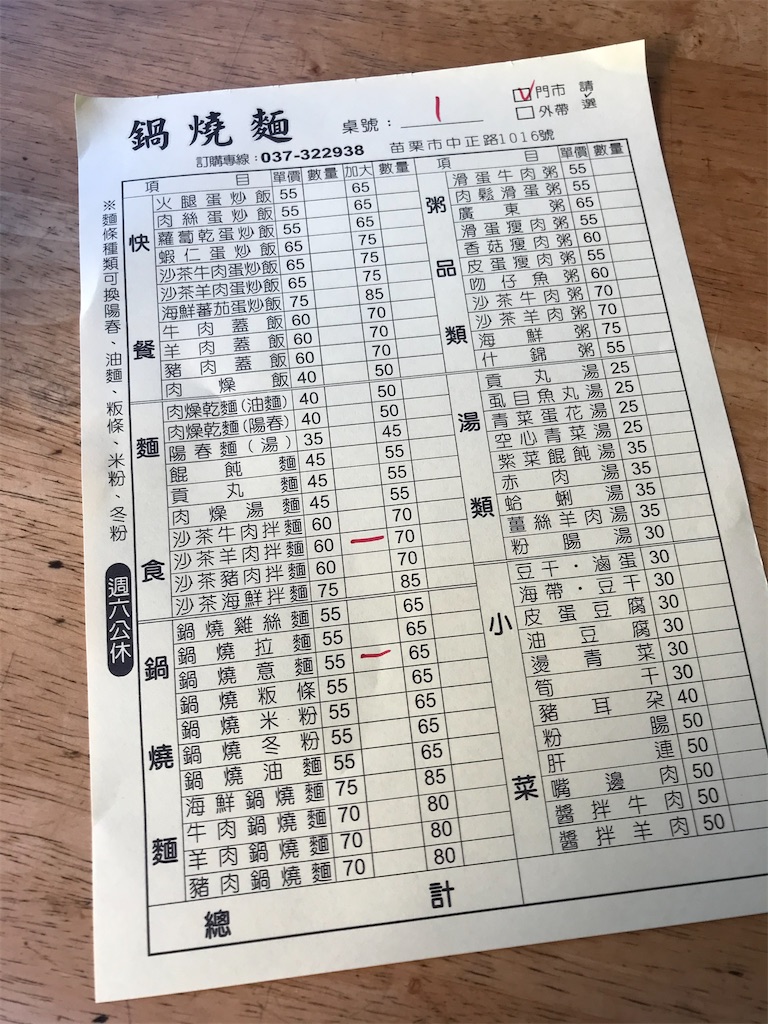 鍋燒麵
桌號：1
☑門市 請
☐外帶 選
訂購專線：037-322938 苗栗市中正路1016號
※麵條種類可換陽春、油麵、粄條、米粉、冬粉
週六公休
項目 單價 數量 加大 數量
快餐
火腿蛋炒飯 55 65
肉絲蛋炒飯 55 65
蘿蔔乾蛋炒飯 55 65
蝦仁蛋炒飯 65 75
沙茶牛肉蛋炒飯 65 75
沙茶羊肉蛋炒飯 65 75
海鮮蕃茄蛋炒飯 75 85
牛肉蓋飯 60 70
羊肉蓋飯 60 70
豬肉蓋飯 60 70
肉燥飯 40 50
麵食
肉燥乾麵(油麵) 40 50
肉燥乾麵(陽春) 40 50
陽春麵(湯) 35 45
餛飩麵 45 55
貢丸麵 45 55
肉燥湯麵 45 55
沙茶牛肉拌麵 60 70
沙茶羊肉拌麵 60 一 70
沙茶豬肉拌麵 60 70
沙茶海鮮拌麵 75 85
鍋燒麵
鍋燒雞絲麵 55 65
鍋燒拉麵 55 65
鍋燒意麵 55 一 65
鍋燒粄條 55 65
鍋燒米粉 55 65
鍋燒冬粉 55 65
鍋燒油麵 55 65
海鮮鍋燒麵 75 85
牛肉鍋燒麵 70 80
羊肉鍋燒麵 70 80
豬肉鍋燒麵 70 80
項目 單價 數量
粥品類
滑蛋牛肉粥 55
肉鬆滑蛋粥 55
廣東粥 65
滑蛋瘦肉粥 55
香菇瘦肉粥 60
皮蛋瘦肉粥 55
吻仔魚粥 60
沙茶牛肉粥 70
沙茶羊肉粥 70
海鮮粥 75
什錦粥 55
湯類
貢丸湯 25
虱目魚丸湯 25
青菜蛋花湯 25
空心青菜湯 25
紫菜餛飩湯 35
赤肉湯 35
蛤蜊湯 35
薑絲羊肉湯 35
粉腸湯 30
小菜
豆干．滷蛋 30
海帶．豆干 30
皮蛋豆腐 30
油豆腐 30
燙青菜 30
筍干 30
豬耳朵 40
粉腸 50
肝連 50
嘴邊肉 50
醬拌牛肉 50
醬拌羊肉 50
總計